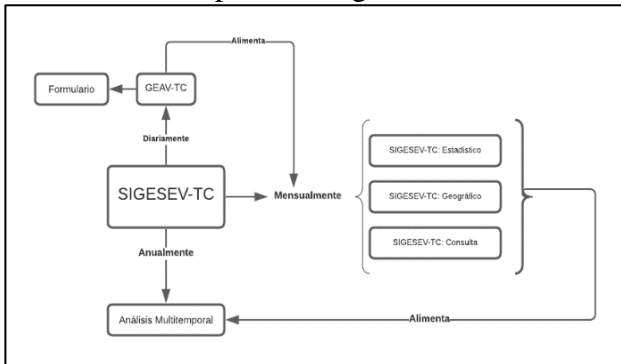 Alimenta
Formulario
GEAV-TC
Diariamente
SIGESEV-TC
Mensualmente
SIGESEV-TC: Estadístico
SIGESEV-TC: Geográfico
SIGESEV-TC: Consulta
Anualmente
Análisis Multitemporal
Alimenta